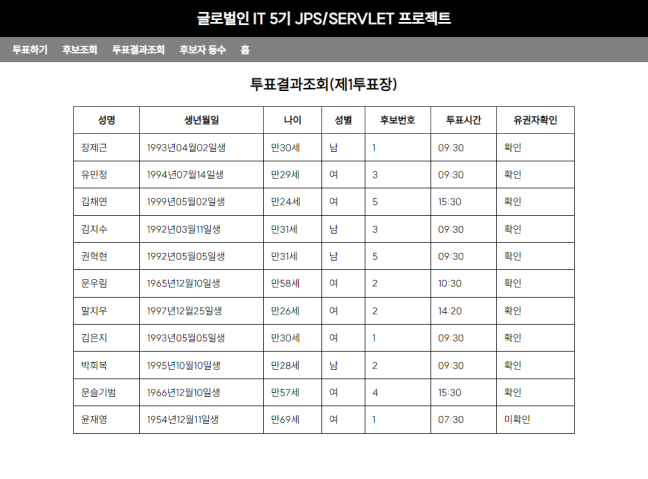 글로벌인 IT 5기 JPS/SERVLET 프로젝트
투표하기 후보조회 투표결과조회 후보자 등수 홈
투표결과조회(제1투표장)
성명 생년월일 나이 성별 후보번호 투표시간 유권자확인
장제근 1993년04월02일생 만30세 남 1 09:30 확인
유민정 1994년07월14일생 만29세 여 3 09:30 확인
김채연 1999년05월02일생 만24세 여 5 15:30 확인
김지수 1992년03월11일생 만31세 남 3 09:30 확인
권혁현 1992년05월05일생 만31세 남 5 09:30 확인
문우림 1965년12월10일생 만58세 여 2 10:30 확인
말지우 1997년12월25일생 만26세 여 2 14:20 확인
김은지 1993년05월05일생 만30세 여 1 09:30 확인
박희복 1995년10월10일생 만28세 남 2 09:30 확인
문슬기범 1966년12월10일생 만57세 여 4 15:30 확인
윤재영 1954년12월11일생 만69세 여 1 07:30 미확인